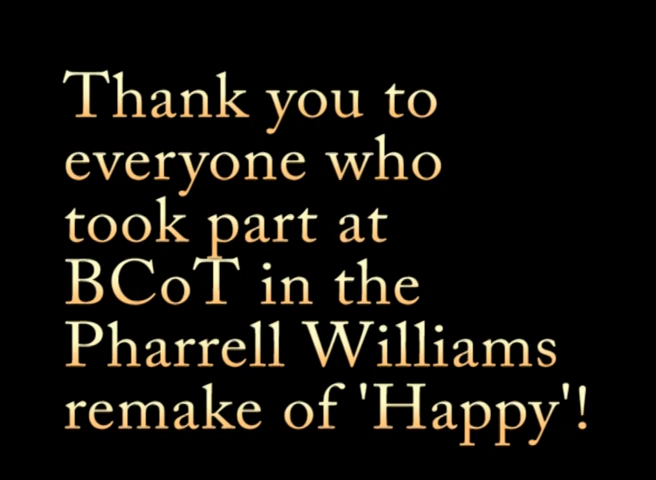 Thank you to
everyone who
took part at
BCoT in the
Pharrell Williams
remake of 'Happy'!